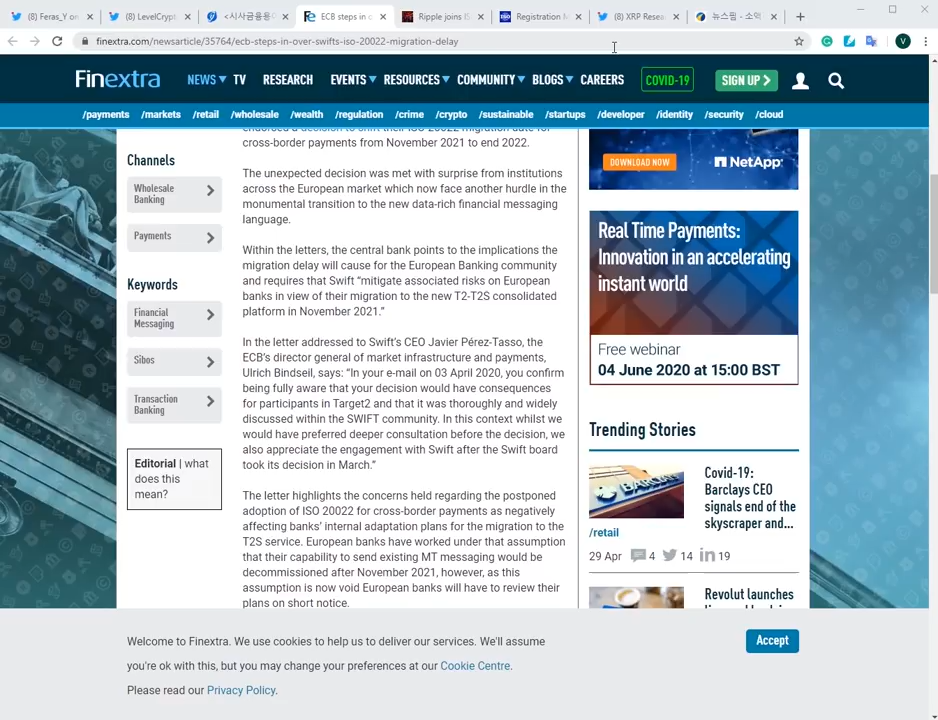 (8) Feras_Y on
(8) LevelCrypt
<시사금융용어
ECB steps in o
Ripple joins IS
Registration M
(8) XRP Resea
뉴스핌 - 소익
finextra.com/newsarticle/35764/ecb-steps-in-over-swifts-iso-20022-migration-delay
Finextra
NEWS TV RESEARCH EVENTS RESOURCES COMMUNITY BLOGS CAREERS COVID-19 SIGN UP
/payments /markets /retail /wholesale /wealth /regulation /crime /crypto /sustainable /startups /developer /identity /security /cloud
Channels
Wholesale
Banking
Payments
Keywords
Financial
Messaging
Sibos
Transaction
Banking
Editorial | what
does this
mean?
endorsed a decision to shift their ISO 20022 migration date for
cross-border payments from November 2021 to end 2022.
The unexpected decision was met with surprise from institutions
across the European market which now face another hurdle in the
monumental transition to the new data-rich financial messaging
language.
Within the letters, the central bank points to the implications the
migration delay will cause for the European Banking community
and requires that Swift “mitigate associated risks on European
banks in view of their migration to the new T2-T2S consolidated
platform in November 2021.”
In the letter addressed to Swift's CEO Javier Pérez-Tasso, the
ECB's director general of market infrastructure and payments,
Ulrich Bindseil, says: “In your e-mail on 03 April 2020, you confirm
being fully aware that your decision would have consequences
for participants in Target2 and that it was thoroughly and widely
discussed within the SWIFT community. In this context whilst we
would have preferred deeper consultation before the decision, we
also appreciate the engagement with Swift after the Swift board
took its decision in March.”
The letter highlights the concerns held regarding the postponed
adoption of ISO 20022 for cross-border payments as negatively
affecting banks' internal adaptation plans for the migration to the
T2S service. European banks have worked under that assumption
that their capability to send existing MT messaging would be
decommissioned after November 2021, however, as this
assumption is now void European banks will have to review their
plans on short notice.
DOWNLOAD NOW
NetApp
Real Time Payments:
Innovation in an accelerating
instant world
Free webinar
04 June 2020 at 15:00 BST
Trending Stories
BARCLAYS
Covid-19:
Barclays CEO
signals end of the
skyscraper and...
/retail
29 Apr 4 14 19
Revolut launches
Welcome to Finextra. We use cookies to help us to deliver our services. We'll assume
you're ok with this, but you may change your preferences at our Cookie Centre.
Please read our Privacy Policy.
Accept